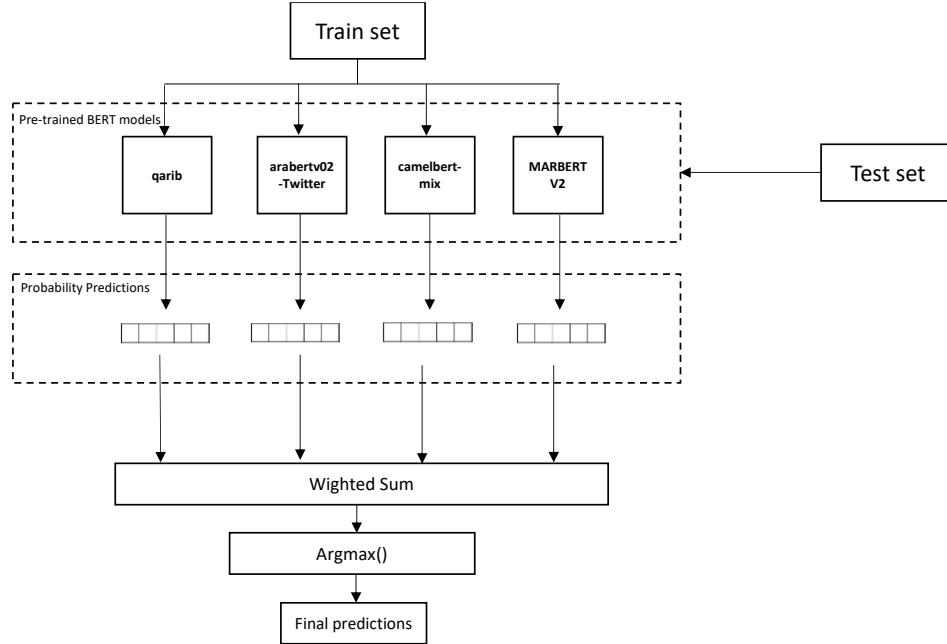 Train set
Pre-trained BERT models
qarib
arabertv02
-Twitter
camelbert-
mix
MARBERT
V2
Test set
Probability Predictions
Wighted Sum
Argmax()
Final predictions